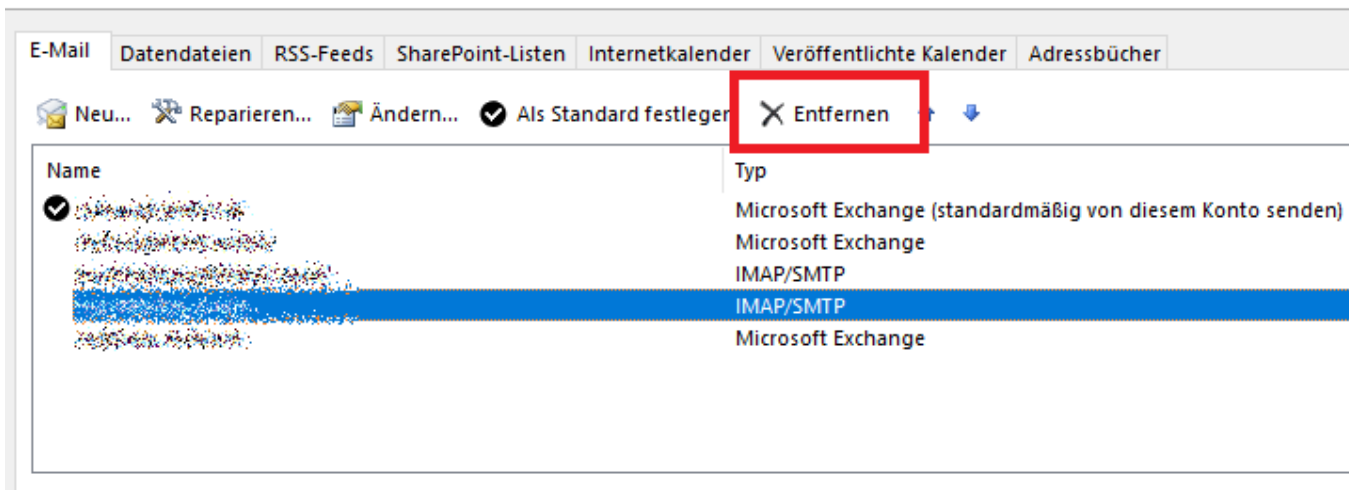 E-Mail Datendateien RSS-Feeds SharePoint-Listen Internetkalender Veröffentlichte Kalender Adressbücher
Neu... Reparieren... Ändern... Als Standard festlegen Entfernen
Name Typ
Microsoft Exchange (standardmäßig von diesem Konto senden)
Microsoft Exchange
IMAP/SMTP
IMAP/SMTP
Microsoft Exchange